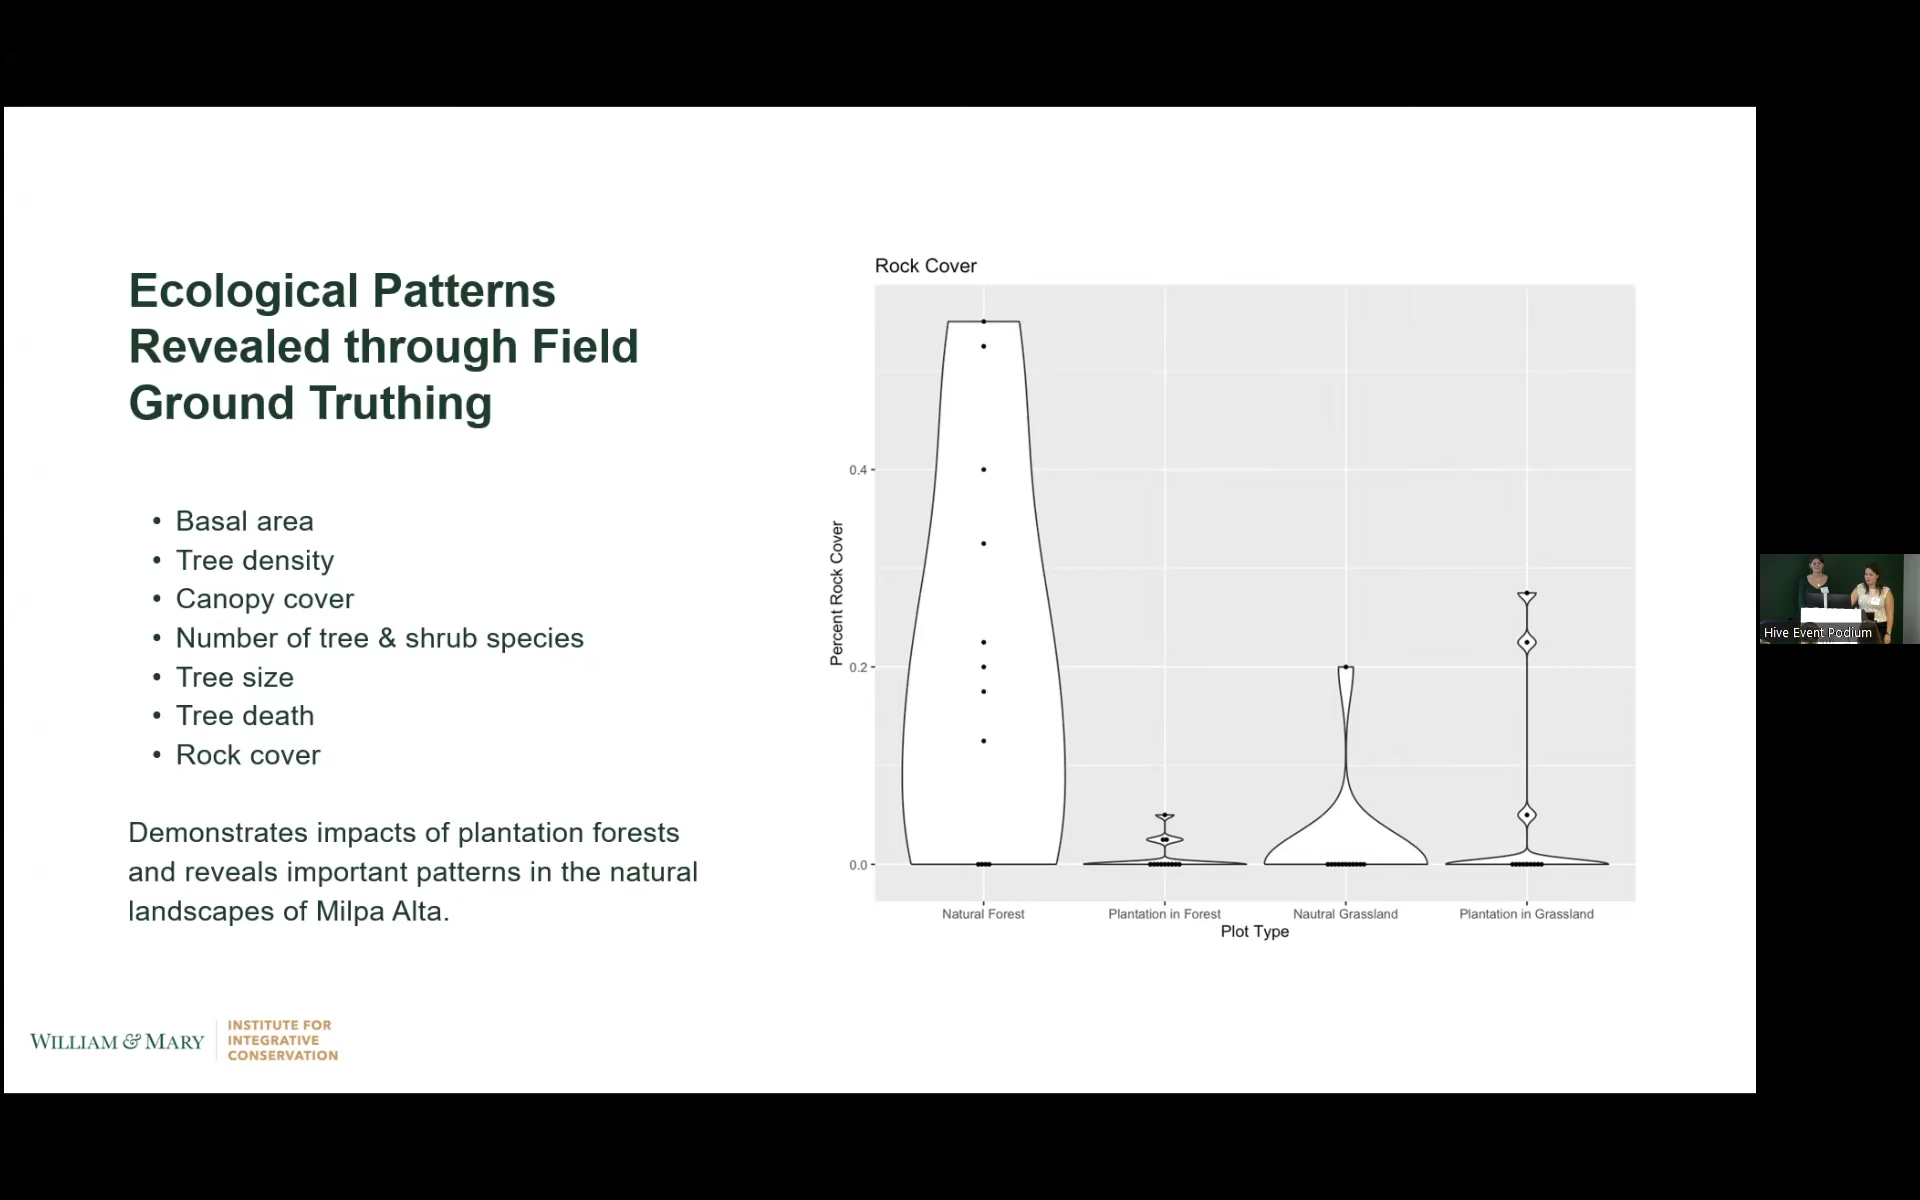 Ecological Patterns
Revealed through Field
Ground Truthing
• Basal area
• Tree density
• Canopy cover
• Number of tree & shrub species
• Tree size
• Tree death
• Rock cover
Demonstrates impacts of plantation forests
and reveals important patterns in the natural
landscapes of Milpa Alta.
Rock Cover
Percent Rock Cover
0.4
0.2
0.0
Natural Forest
Plantation in Forest
Nautral Grassland
Plantation in Grassland
Plot Type
WILLIAM & MARY
INSTITUTE FOR
INTEGRATIVE
CONSERVATION
Hive Event Podium